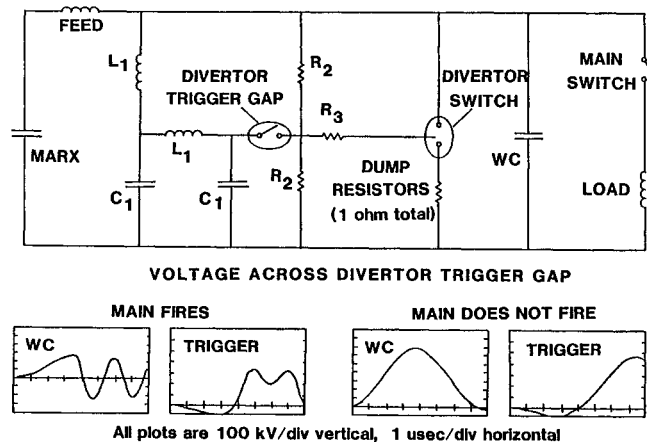 FEED
L1
DIVERTOR
TRIGGER GAP
R2
R3
DIVERTOR
SWITCH
MAIN
SWITCH
L1
MARX
C1
C1
R2
DUMP
RESISTORS
(1 ohm total)
WC
LOAD
VOLTAGE ACROSS DIVERTOR TRIGGER GAP
MAIN FIRES
MAIN DOES NOT FIRE
WC
TRIGGER
WC
TRIGGER
All plots are 100 kV/div vertical, 1 usec/div horizontal